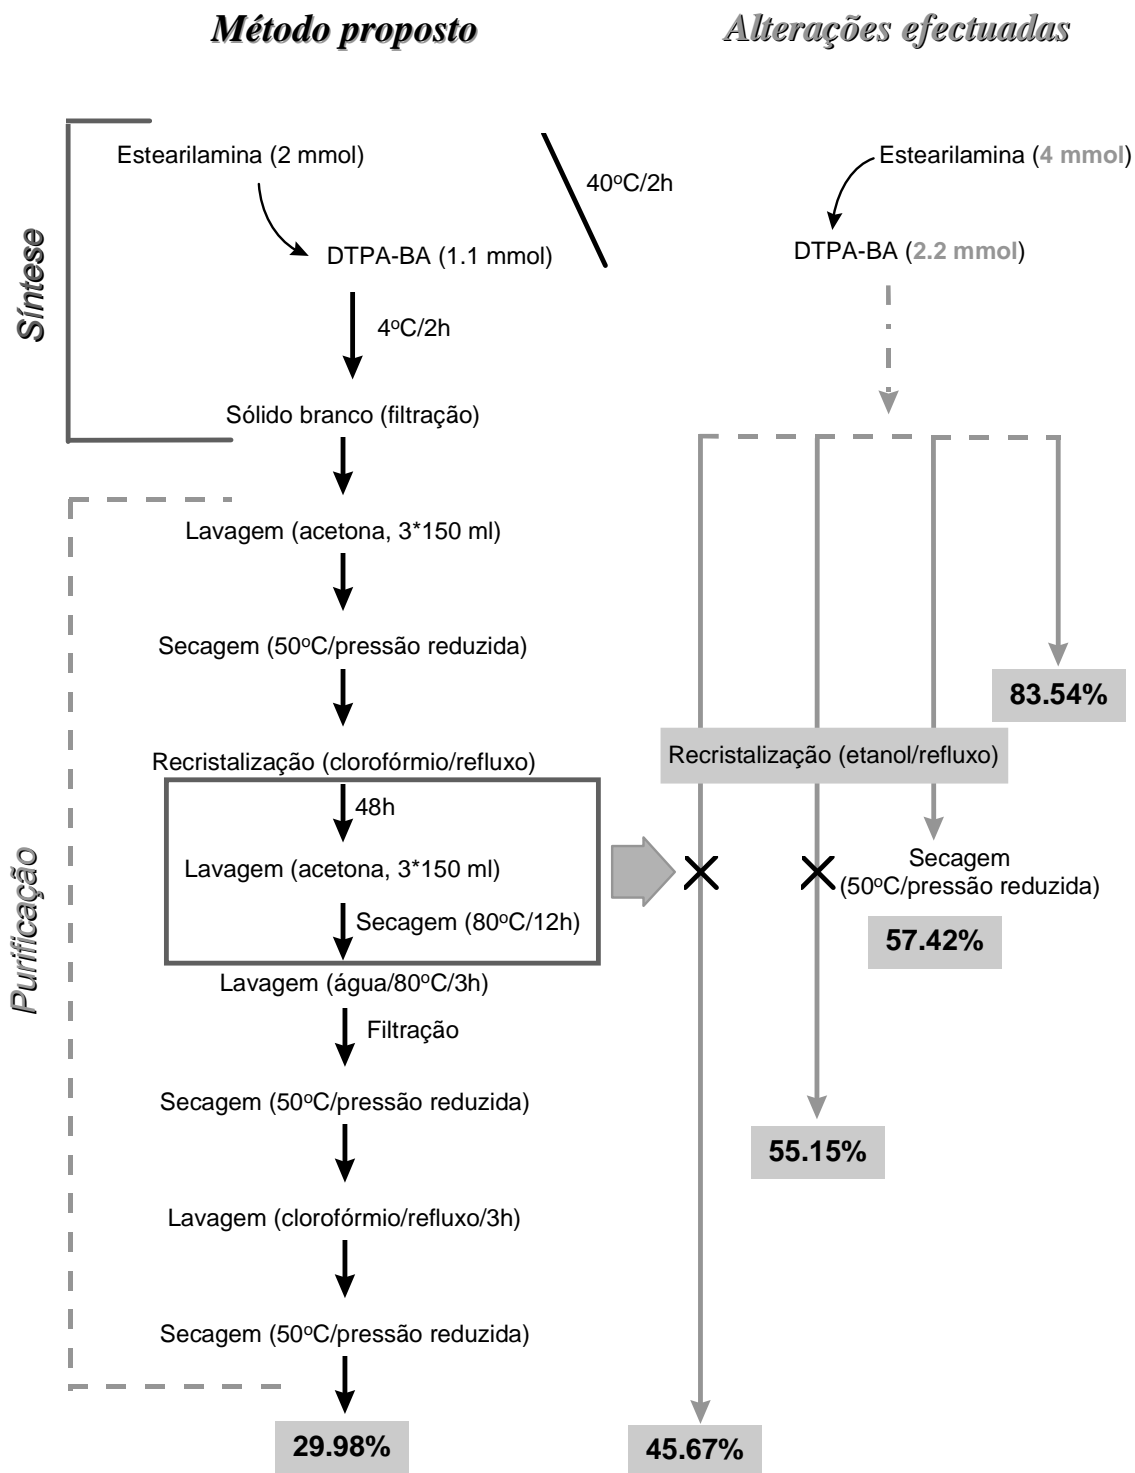 Método proposto
Alterações efectuadas
Síntese
Estearilamina (2 mmol)
40ºC/2h
DTPA-BA (1.1 mmol)
4ºC/2h
Sólido branco (filtração)
Purificação
Lavagem (acetona, 3*150 ml)
Secagem (50ºC/pressão reduzida)
Recristalização (clorofórmio/refluxo)
48h
Lavagem (acetona, 3*150 ml)
Secagem (80ºC/12h)
Lavagem (água/80ºC/3h)
Filtração
Secagem (50ºC/pressão reduzida)
Lavagem (clorofórmio/refluxo/3h)
Secagem (50ºC/pressão reduzida)
29.98%
Estearilamina (4 mmol)
DTPA-BA (2.2 mmol)
83.54%
Recristalização (etanol/refluxo)
Secagem
(50ºC/pressão reduzida)
57.42%
55.15%
45.67%